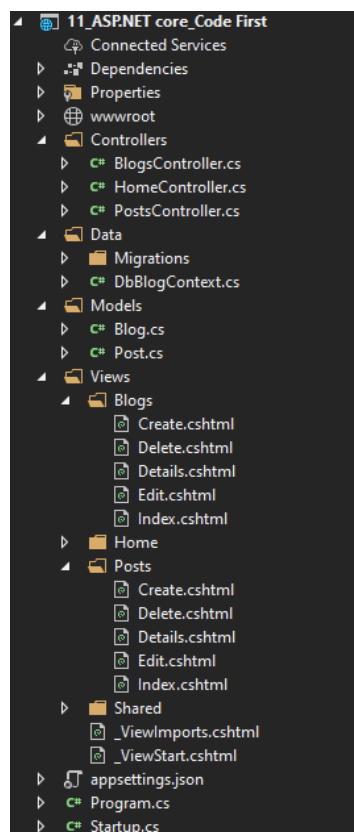 11_ASP.NET core_Code First
Connected Services
Dependencies
Properties
wwwroot
Controllers
C# BlogsController.cs
C# HomeController.cs
C# PostsController.cs
Data
Migrations
C# DbBlogContext.cs
Models
C# Blog.cs
C# Post.cs
Views
Blogs
Create.cshtml
Delete.cshtml
Details.cshtml
Edit.cshtml
Index.cshtml
Home
Posts
Create.cshtml
Delete.cshtml
Details.cshtml
Edit.cshtml
Index.cshtml
Shared
_ViewImports.cshtml
_ViewStart.cshtml
appsettings.json
C# Program.cs
C# Startup.cs